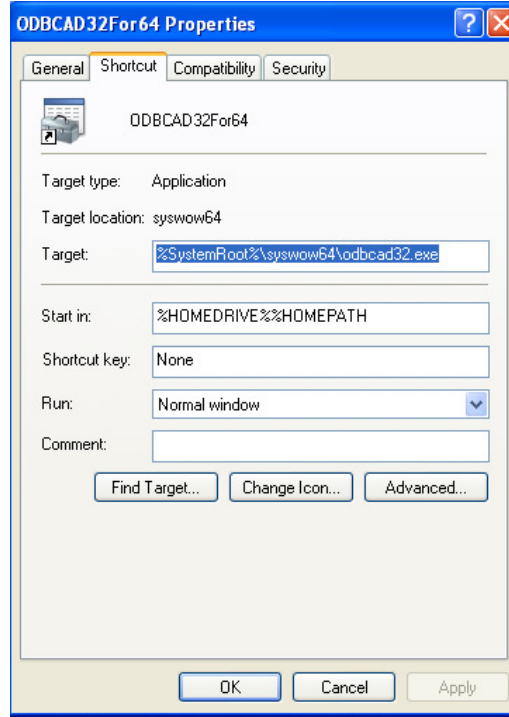 ODBCAD32For64 Properties
General Shortcut Compatibility Security
ODBCAD32For64
Target type: Application
Target location: syswow64
Target: %SystemRoot%\syswow64\odbcad32.exe
Start in: %HOMEDRIVE%%HOMEPATH
Shortcut key: None
Run: Normal window
Comment:
Find Target... Change Icon... Advanced...
OK Cancel Apply